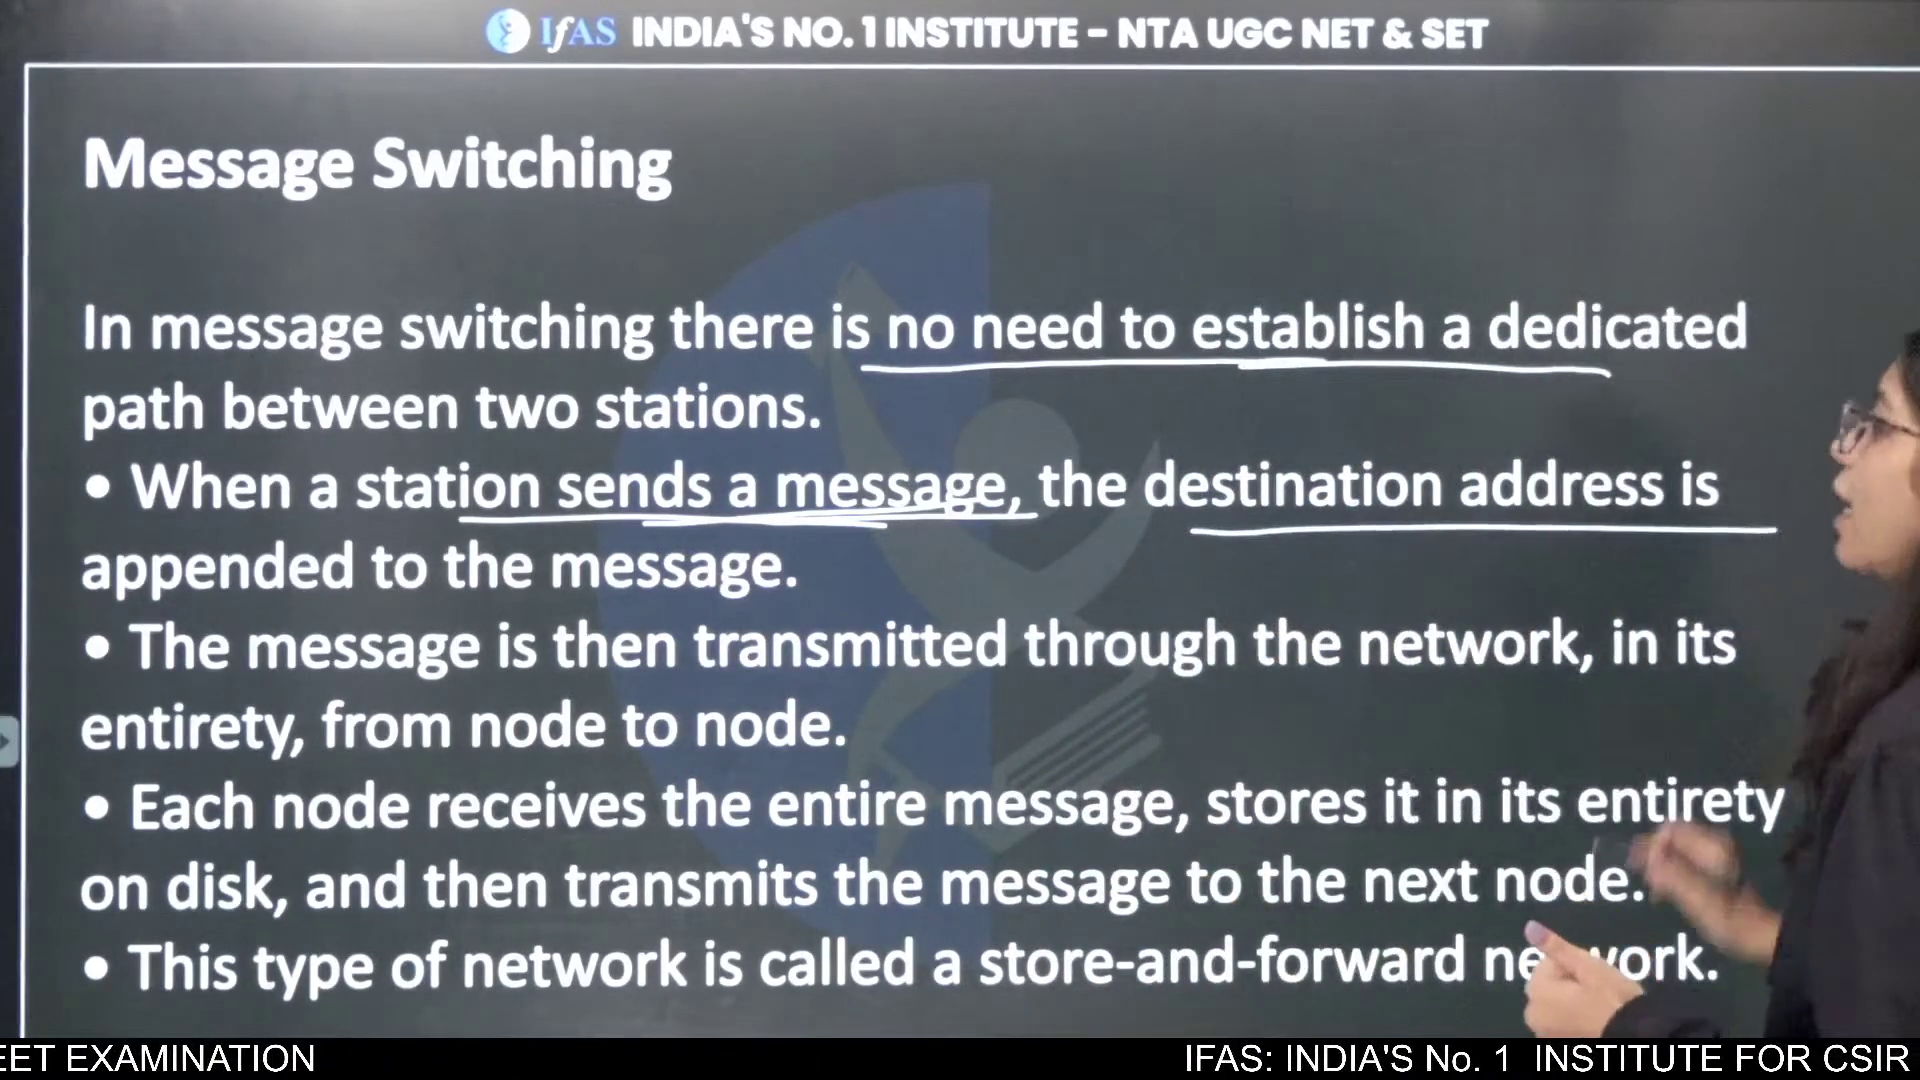 IfAS INDIA'S NO. 1 INSTITUTE - NTA UGC NET & SET
Message Switching
In message switching there is no need to establish a dedicated
path between two stations.
• When a station sends a message, the destination address is
appended to the message.
• The message is then transmitted through the network, in its
entirety, from node to node.
• Each node receives the entire message, stores it in its entirety
on disk, and then transmits the message to the next node.
• This type of network is called a store-and-forward network.
EXAMINATION IFAS: INDIA'S No. 1 INSTITUTE FOR CSIR